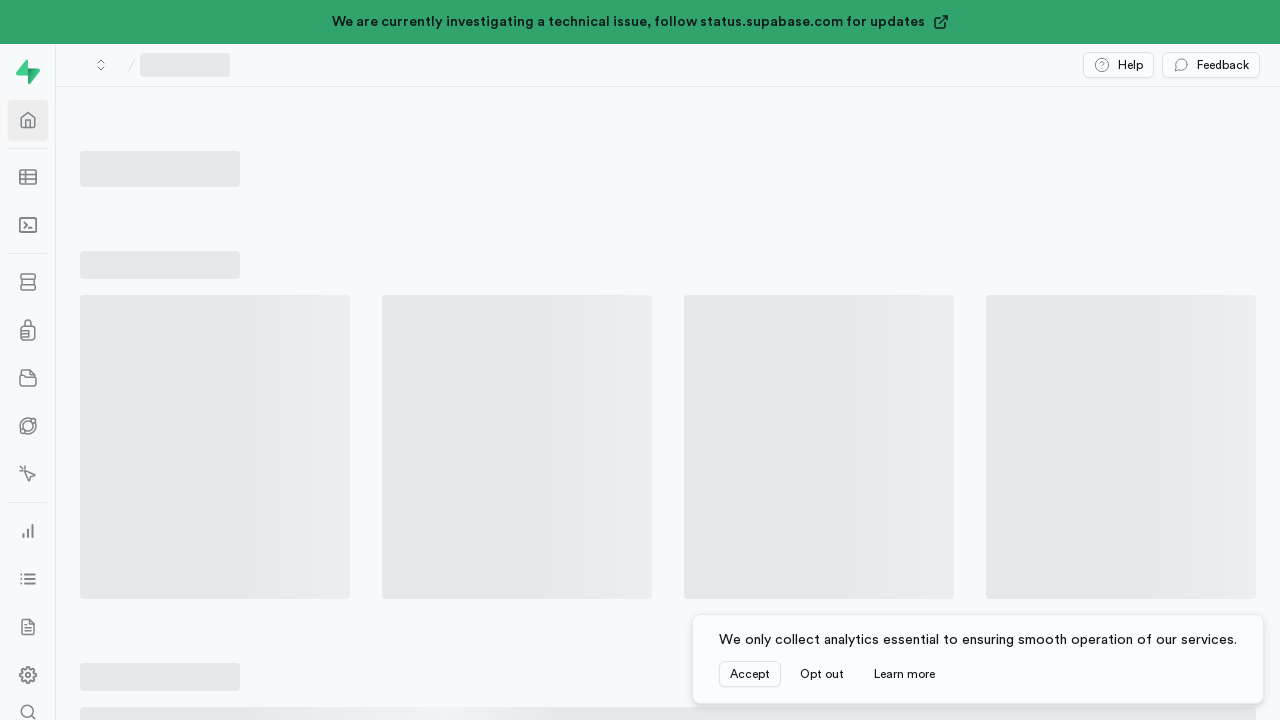 We are currently investigating a technical issue, follow status.supabase.com for updates
Help
Feedback
We only collect analytics essential to ensuring smooth operation of our services.
Accept
Opt out
Learn more